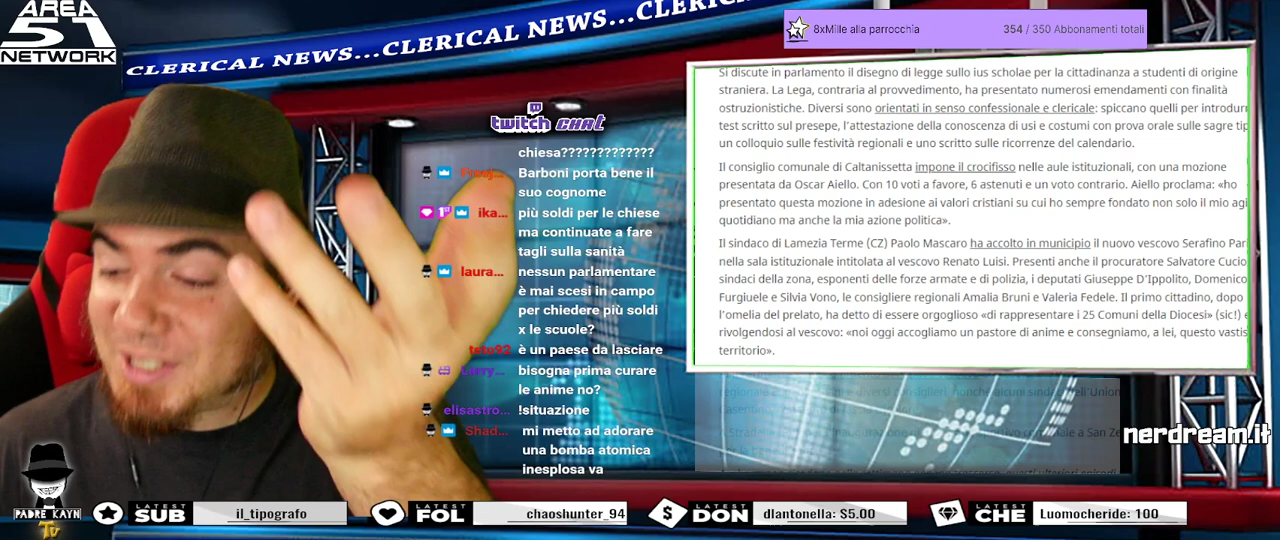 AREA
51
NETWORK
CLERICAL NEWS...CLERICAL NEWS...CLERIC
8xMille alla parrocchia
354 / 350 Abbonamenti totali
twitch chat
chiesa?????????????
Barboni porta bene il
suo cognome
ika... più soldi per le chiese
ma continuate a fare
tagli sulla sanità
laura... nessun parlamentare
è mai scesi in campo
per chiedere più soldi
x le scuole?
teto92 è un paese da lasciare
Larry... bisogna prima curare
le anime no?
elisastro... !situazione
Shad... mi metto ad adorare
una bomba atomica
inesplosa va
Si discute in parlamento il disegno di legge sullo ius scholae per la cittadinanza a studenti di origine
straniera. La Lega, contraria al provvedimento, ha presentato numerosi emendamenti con finalità
ostruzionistiche. Diversi sono orientati in senso confessionale e clericale: spiccano quelli per introdurr
test scritto sul presepe, l'attestazione della conoscenza di usi e costumi con prova orale sulle sagre tip
un colloquio sulle festività regionali e uno scritto sulle ricorrenze del calendario.
Il consiglio comunale di Caltanissetta impone il crocifisso nelle aule istituzionali, con una mozione
presentata da Oscar Aiello. Con 10 voti a favore, 6 astenuti e un voto contrario. Aiello proclama: «ho
presentato questa mozione in adesione ai valori cristiani su cui ho sempre fondato non solo il mio agi
quotidiano ma anche la mia azione politica».
Il sindaco di Lamezia Terme (CZ) Paolo Mascaro ha accolto in municipio il nuovo vescovo Serafino Par
nella sala istituzionale intitolata al vescovo Renato Luisi. Presenti anche il procuratore Salvatore Curcio
sindaci della zona, esponenti delle forze armate e di polizia, i deputati Giuseppe D'Ippolito, Domenico
Furgiuele e Silvia Vono, le consigliere regionali Amalia Bruni e Valeria Fedele. Il primo cittadino, dopo
l'omelia del prelato, ha detto di essere orgoglioso «di rappresentare i 25 Comuni della Diocesi» (sic!) e
rivolgendosi al vescovo: «noi oggi accogliamo un pastore di anime e consegniamo, a lei, questo vastis
territorio».
nerdream.it
PADRE KAYN
TV
LATEST SUB il_tipografo
LATEST FOL chaoshunter_94
LATEST DON dlantonella: $5.00
LATEST CHE Luomocheride: 100